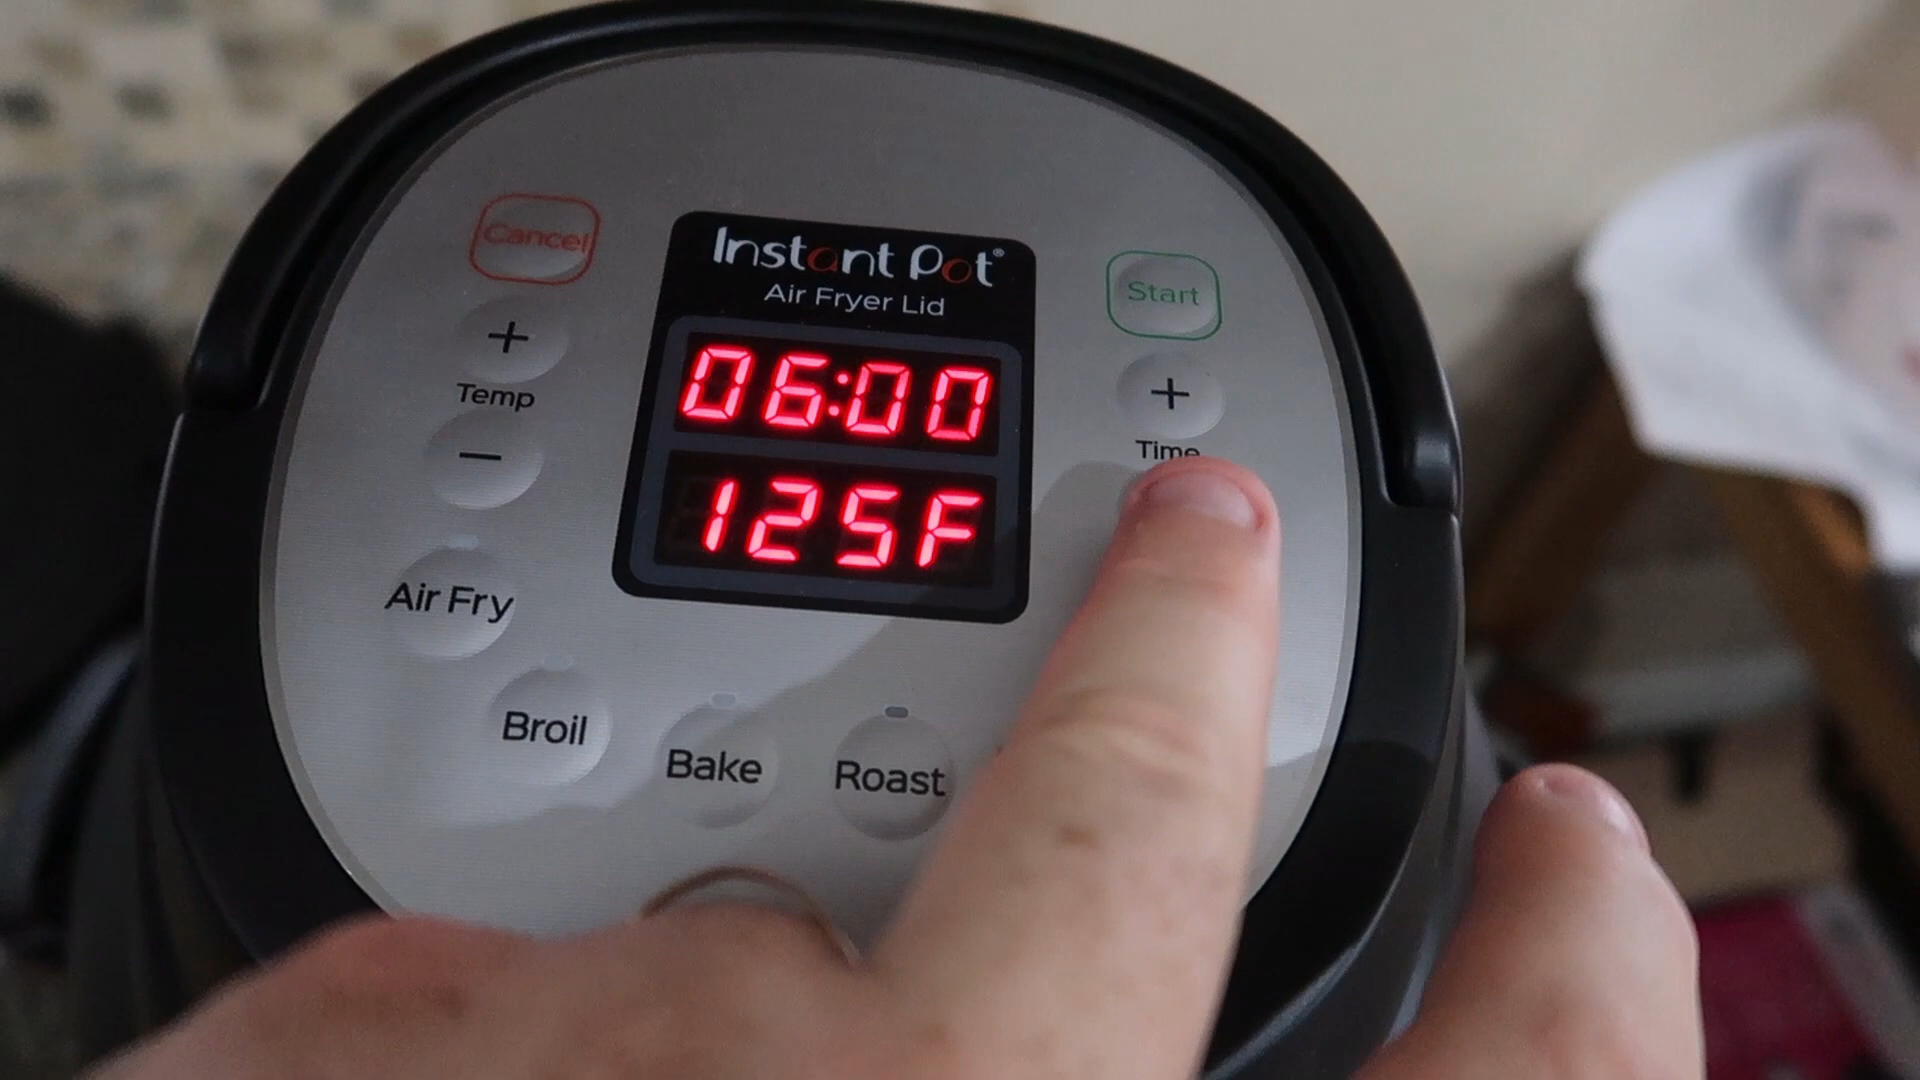 Cancel
Instant Pot®
Air Fryer Lid
Start
+
+
Temp
06:00
Time
−
125F
Air Fry
Broil
Bake
Roast